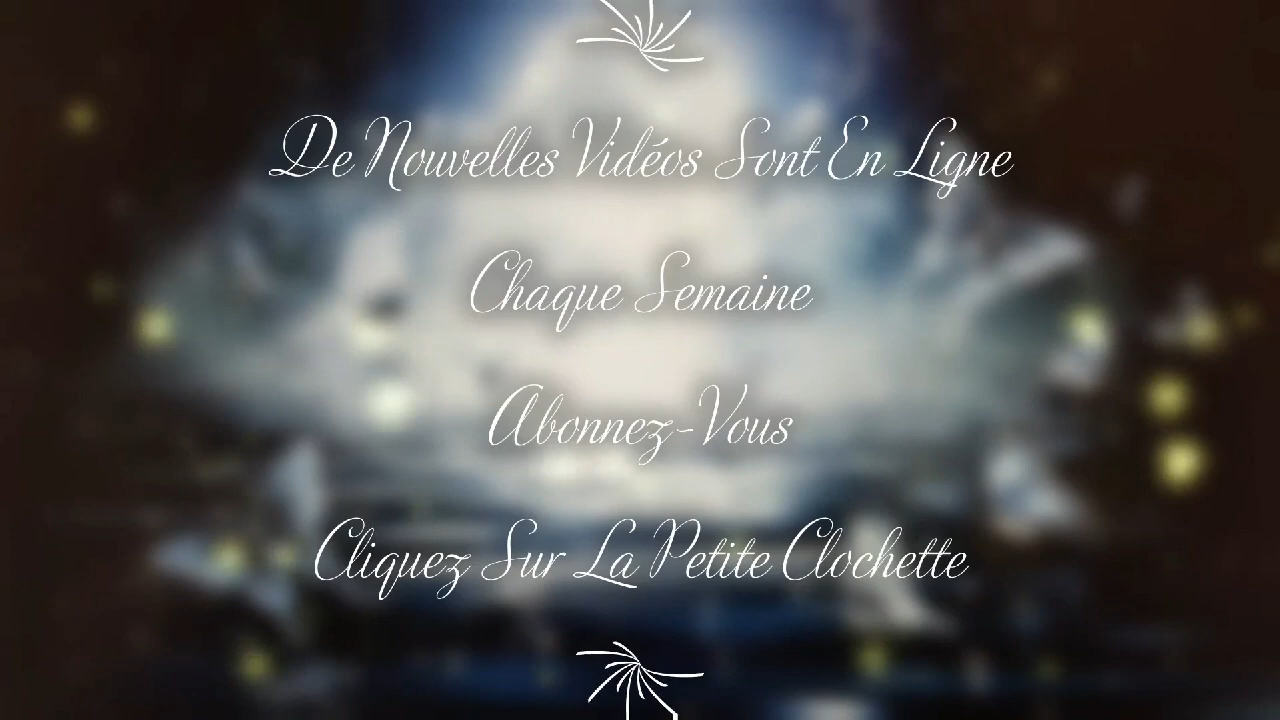 De Nouvelles Vidéos Sont En Ligne
Chaque Semaine
Abonnez-Vous
Cliquez Sur La Petite Clochette